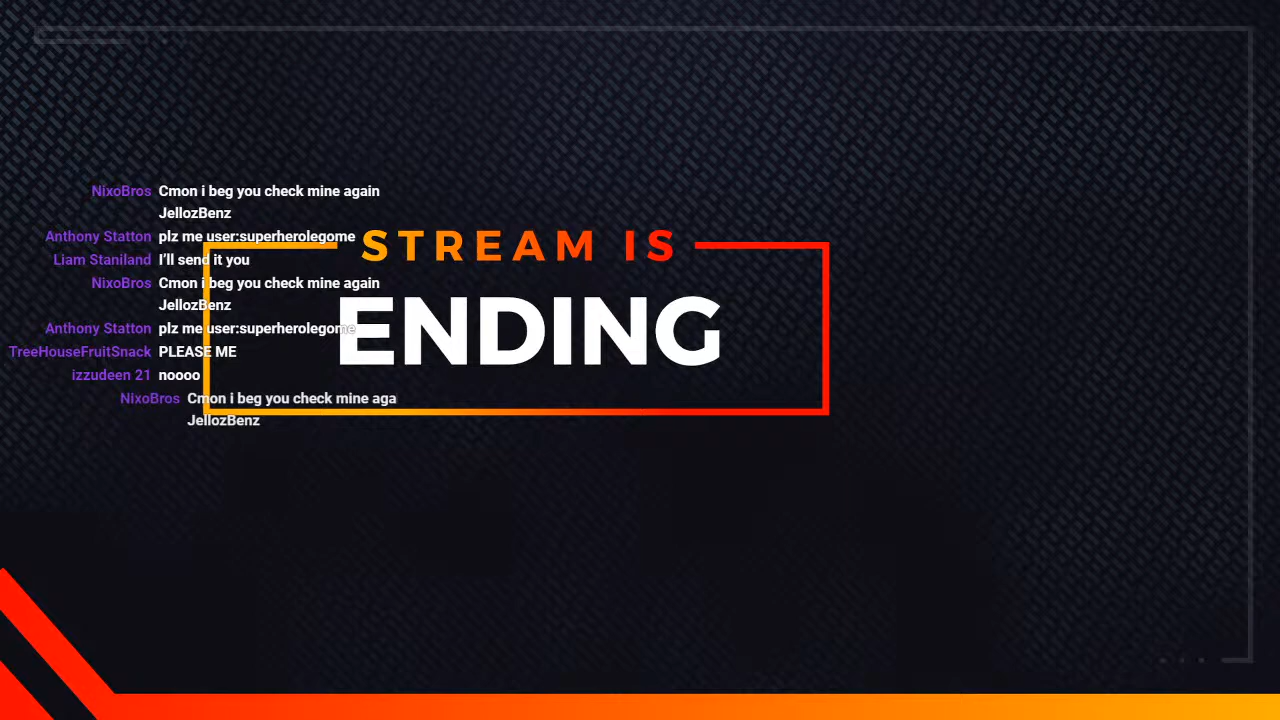 NixoBros Cmon i beg you check mine again
JellozBenz
Anthony Statton plz me user:superherolegome
Liam Staniland I'll send it you
NixoBros Cmon i beg you check mine again
JellozBenz
Anthony Statton plz me user:superherolegome
TreeHouseFruitSnack PLEASE ME
izzudeen 21 noooo
NixoBros Cmon i beg you check mine aga
JellozBenz
STREAM IS
ENDING